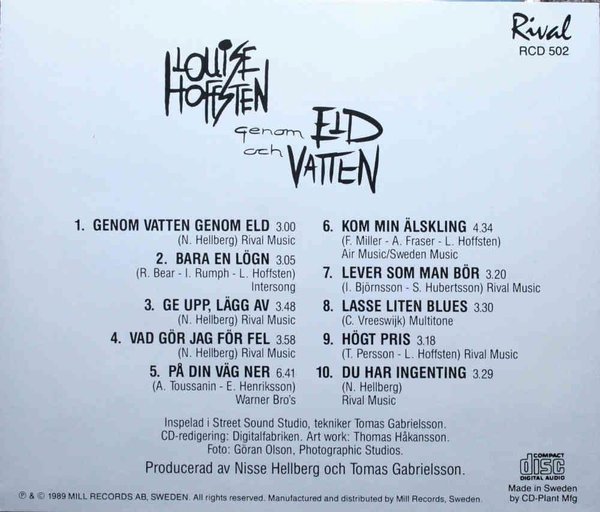 LOUISE
HOFFSTEN
genom ELD
och VATTEN
Rival
RCD 502
1. GENOM VATTEN GENOM ELD 3.00
(N. Hellberg) Rival Music
2. BARA EN LÖGN 3.05
(R. Bear - I. Rumph - L. Hoffsten)
Intersong
3. GE UPP, LÄGG AV 3.48
(N. Hellberg) Rival Music
4. VAD GÖR JAG FÖR FEL 3.58
(N. Hellberg) Rival Music
5. PÅ DIN VÄG NER 6.41
(A. Toussanin - E. Henriksson)
Warner Bro's
6. KOM MIN ÄLSKLING 4.34
(F. Miller - A. Fraser - L. Hoffsten)
Air Music/Sweden Music
7. LEVER SOM MAN BÖR 3.20
(I. Björnsson - S. Hubertsson) Rival Music
8. LASSE LITEN BLUES 3.30
(C. Vreeswijk) Multitone
9. HÖGT PRIS 3.18
(T. Persson - L. Hoffsten) Rival Music
10. DU HAR INGENTING 3.29
(N. Hellberg)
Rival Music
Inspelad i Street Sound Studio, tekniker Tomas Gabrielsson.
CD-redigering: Digitalfabriken. Art work: Thomas Håkansson.
Foto: Göran Olson, Photographic Studios.
Producerad av Nisse Hellberg och Tomas Gabrielsson.
℗ & © 1989 MILL RECORDS AB, SWEDEN. All rights reserved. Manufactured and distributed by Mill Records, Sweden.
COMPACT
disc
DIGITAL AUDIO
Made in Sweden
by CD-Plant Mfg